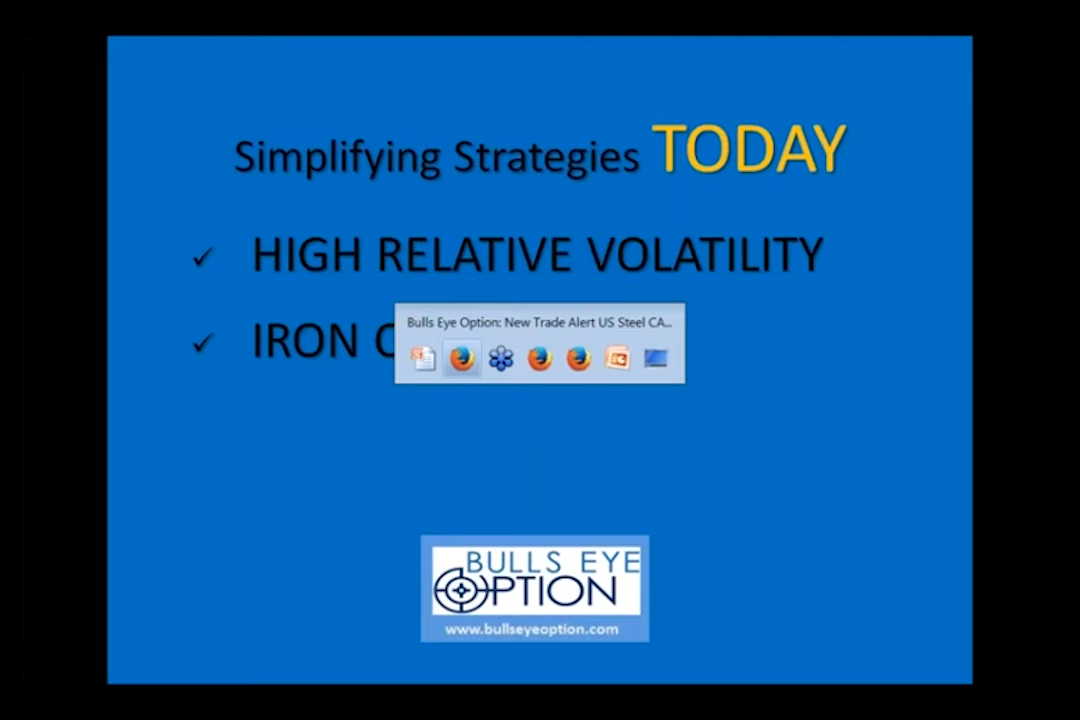 Simplifying Strategies TODAY
✓ HIGH RELATIVE VOLATILITY
✓ IRON C
Bulls Eye Option: New Trade Alert US Steel CA...
BULLS EYE
OPTION
www.bullseyeoption.com